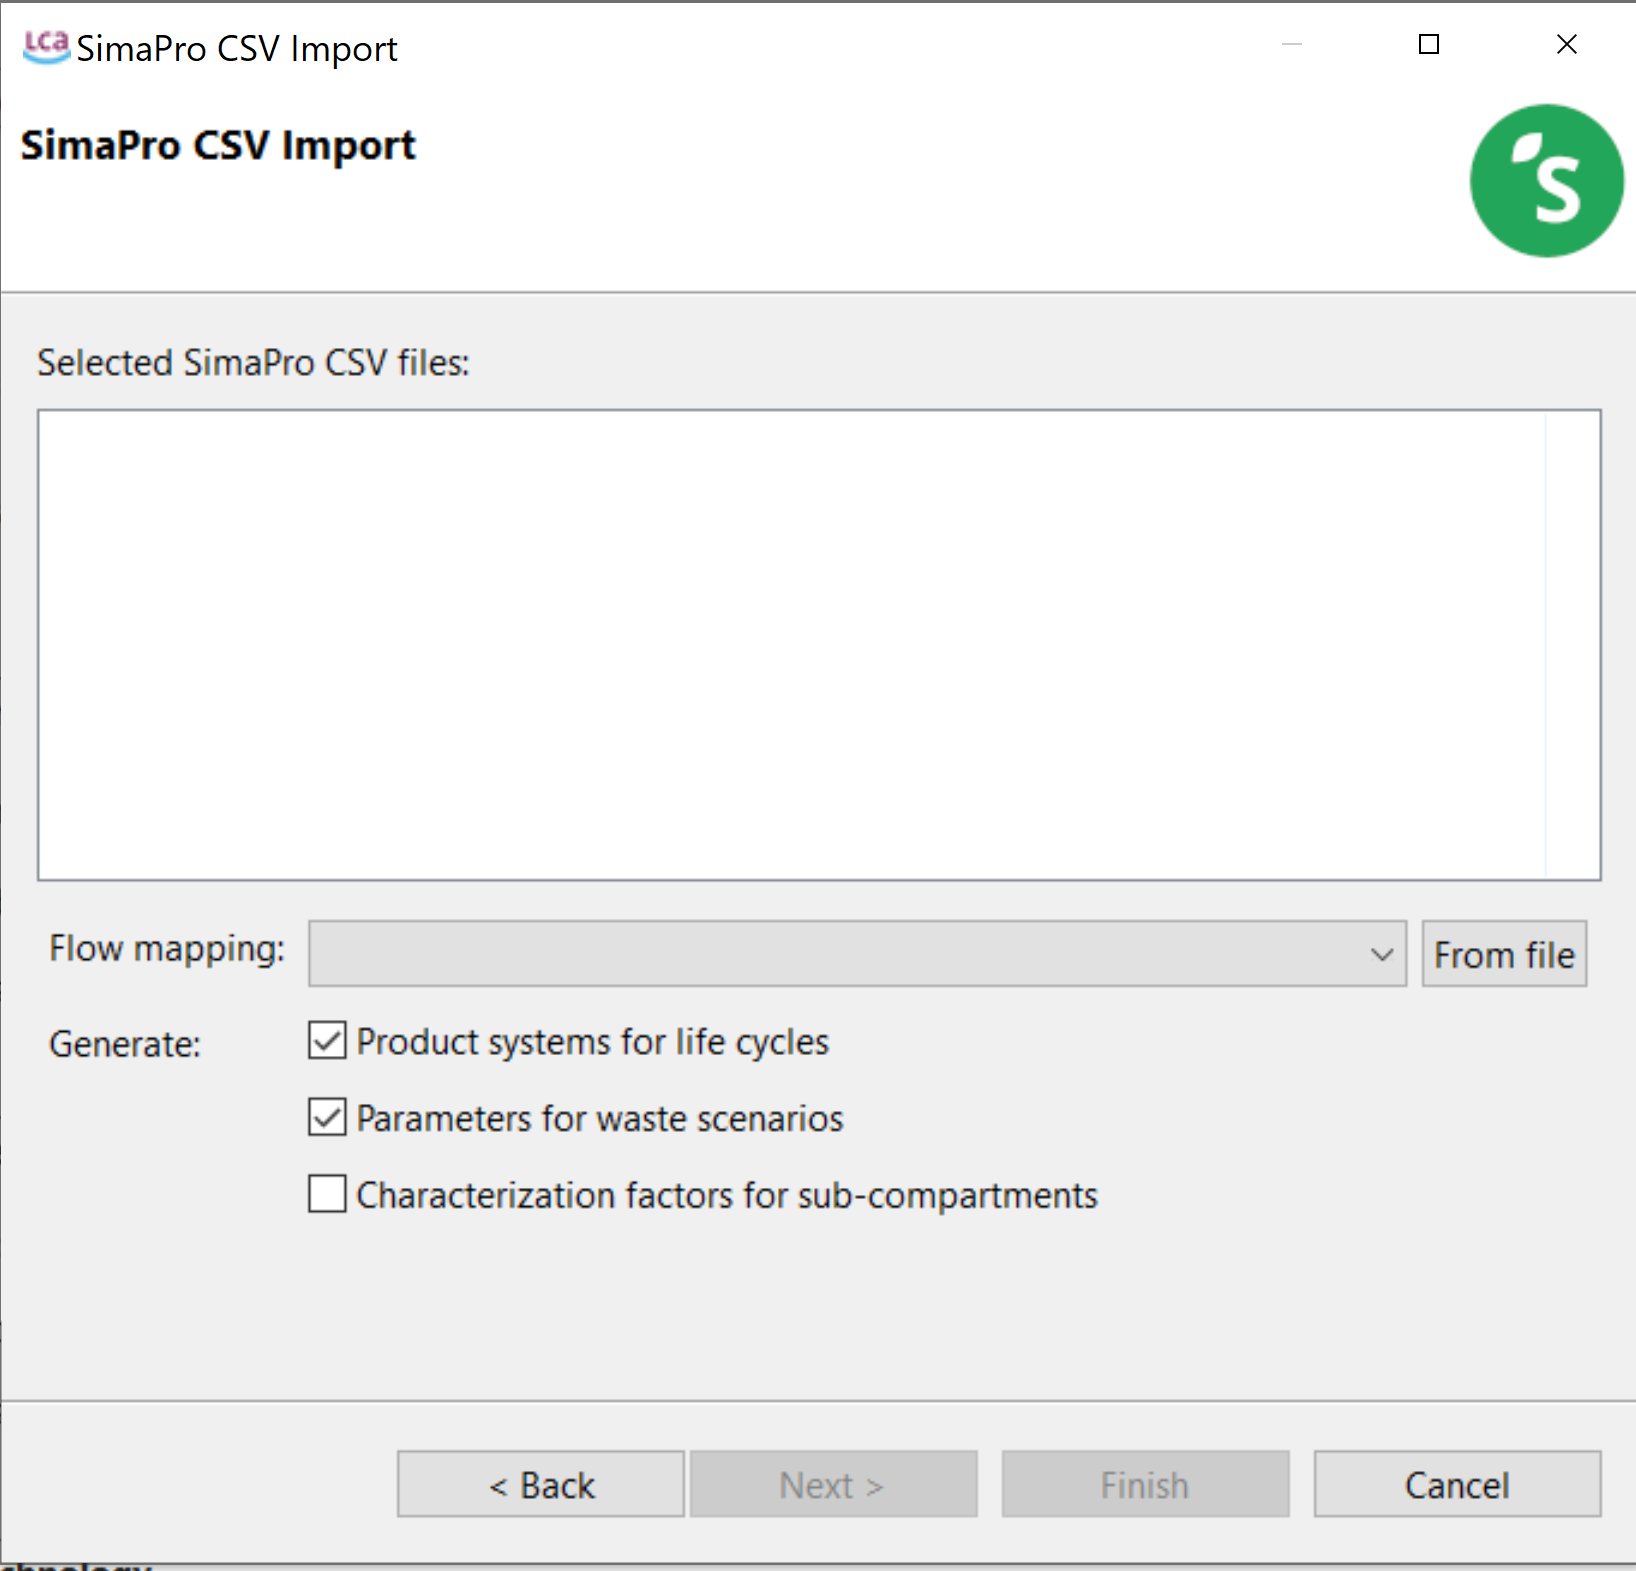 LCA SimaPro CSV Import
SimaPro CSV Import
S
Selected SimaPro CSV files:
Flow mapping:
From file
Generate:
Product systems for life cycles
Parameters for waste scenarios
Characterization factors for sub-compartments
< Back
Next >
Finish
Cancel